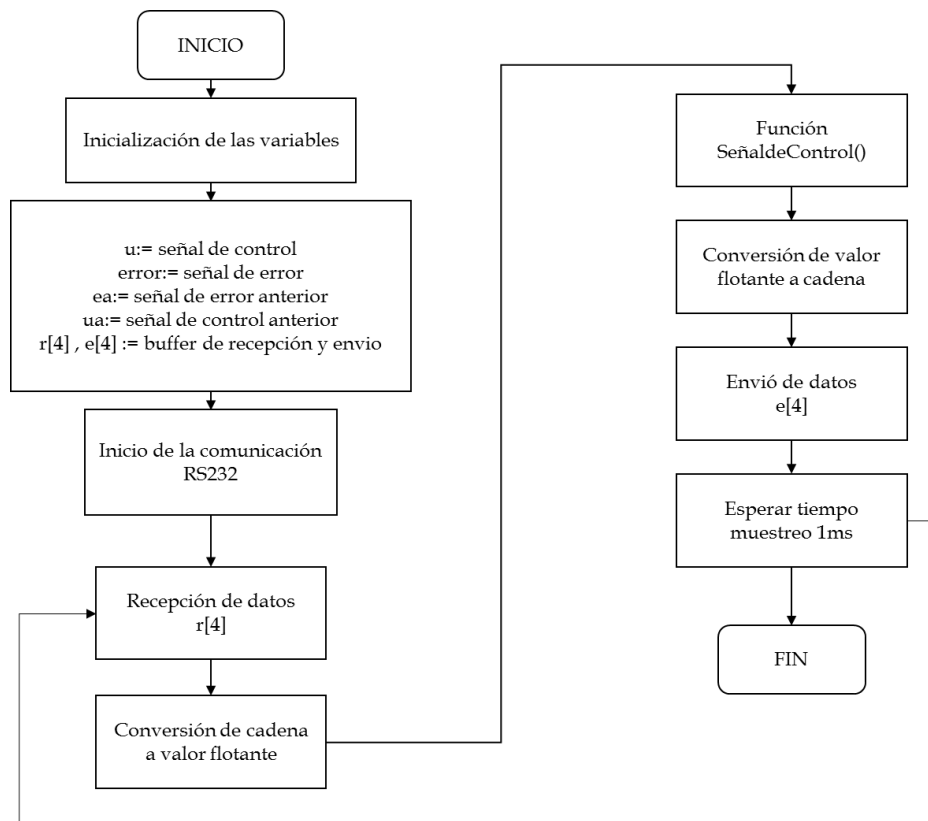 INICIO
Inicialización de las variables
u:= señal de control
error:= señal de error
ea:= señal de error anterior
ua:= señal de control anterior
r[4] , e[4] := buffer de recepción y envio
Inicio de la comunicación
RS232
Recepción de datos
r[4]
Conversión de cadena
a valor flotante
Función
SeñaldeControl()
Conversión de valor
flotante a cadena
Envió de datos
e[4]
Esperar tiempo
muestreo 1ms
FIN